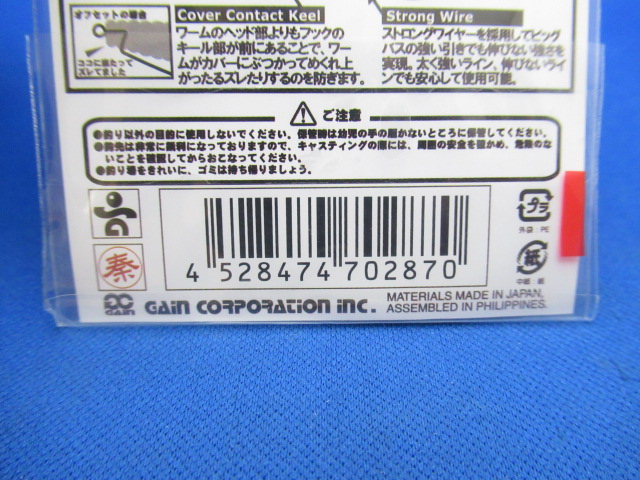 オフセットの場合
ココに当たって
ズレてました
Cover Contact Keel
ワームのヘッド部よりもフックの
キール部が前にあることで、ワー
ムがカバーにぶつかってめくれ上
がったるズレたりするのを防ぎます。
Strong Wire
ストロングワイヤーを採用してビッグ
バスの強い引きでも伸びない強さを
実現。太く強いライン、伸びないライ
ンでも安心して使用可能。
ご注意
●釣り以外の目的に使用しないでください。保管時は幼児の手の届かないところに保管してください。
●鈎先は非常に鋭利になっておりますので、キャスティングの際には、周囲の安全を確かめ、危険のな
いことを確認してからおこなってください。
●釣り場をきれいに、ゴミは持ち帰りましょう。
プラ
外袋：PE
紙
中紙：紙
秦
4 528474 702870
GAIN
GAIN CORPORATION INC.
MATERIALS MADE IN JAPAN,
ASSEMBLED IN PHILIPPINES.